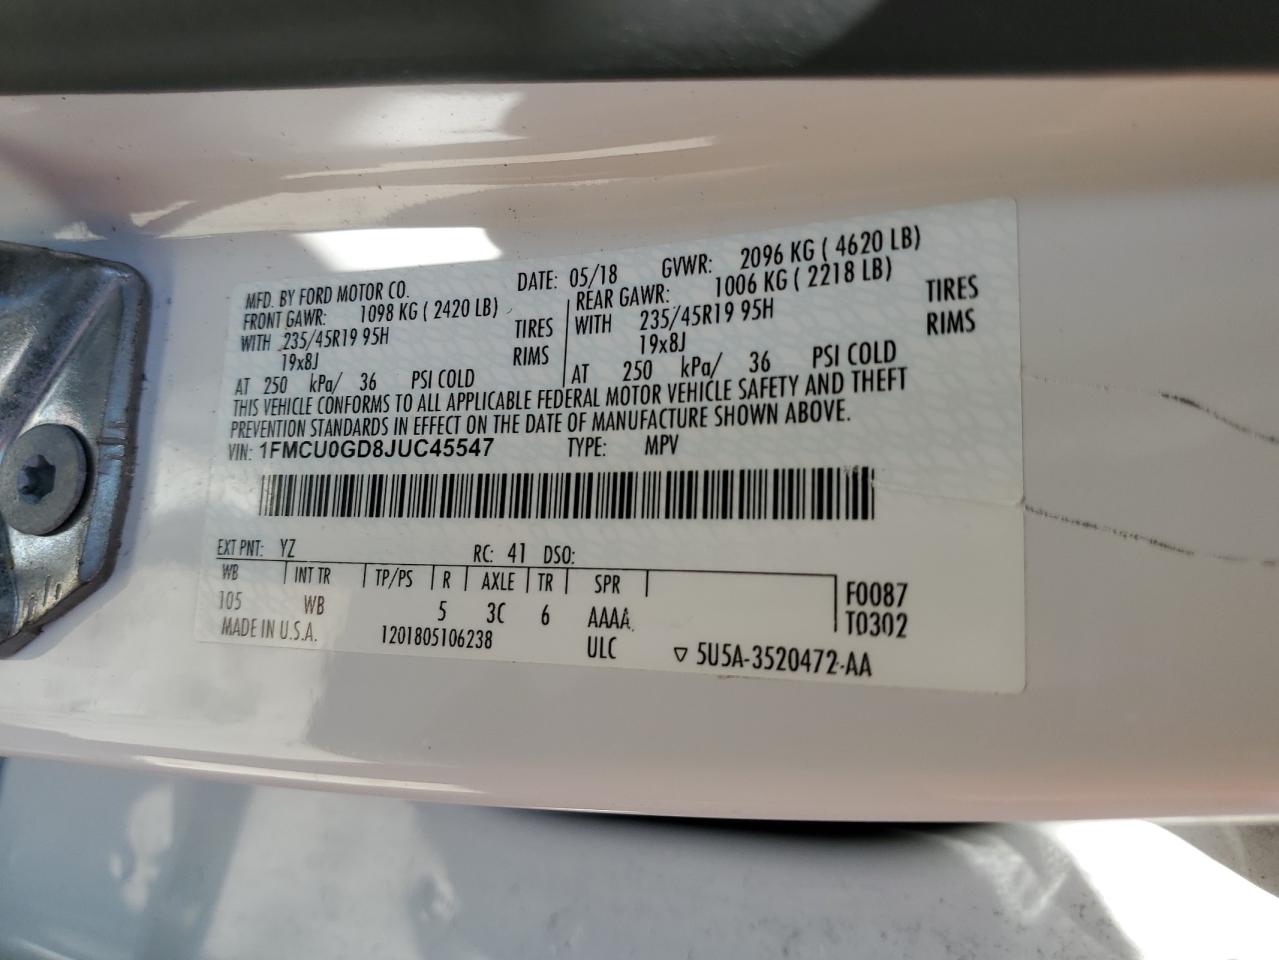 MFD. BY FORD MOTOR CO. DATE: 05/18 GVWR: 2096 KG ( 4620 LB)
FRONT GAWR: 1098 KG ( 2420 LB) REAR GAWR: 1006 KG ( 2218 LB)
WITH 235/45R19 95H TIRES WITH 235/45R19 95H TIRES
19x8J RIMS 19x8J RIMS
AT 250 kPa/ 36 PSI COLD AT 250 kPa/ 36 PSI COLD
THIS VEHICLE CONFORMS TO ALL APPLICABLE FEDERAL MOTOR VEHICLE SAFETY AND THEFT
PREVENTION STANDARDS IN EFFECT ON THE DATE OF MANUFACTURE SHOWN ABOVE.
VIN: 1FMCU0GD8JUC45547 TYPE: MPV
EXT PNT: YZ RC: 41 DSO:
WB INT TR TP/PS R AXLE TR SPR F0087
105 WB 5 3C 6 AAAA T0302
MADE IN U.S.A. 1201805106238 ULC ▽ 5U5A-3520472-AA